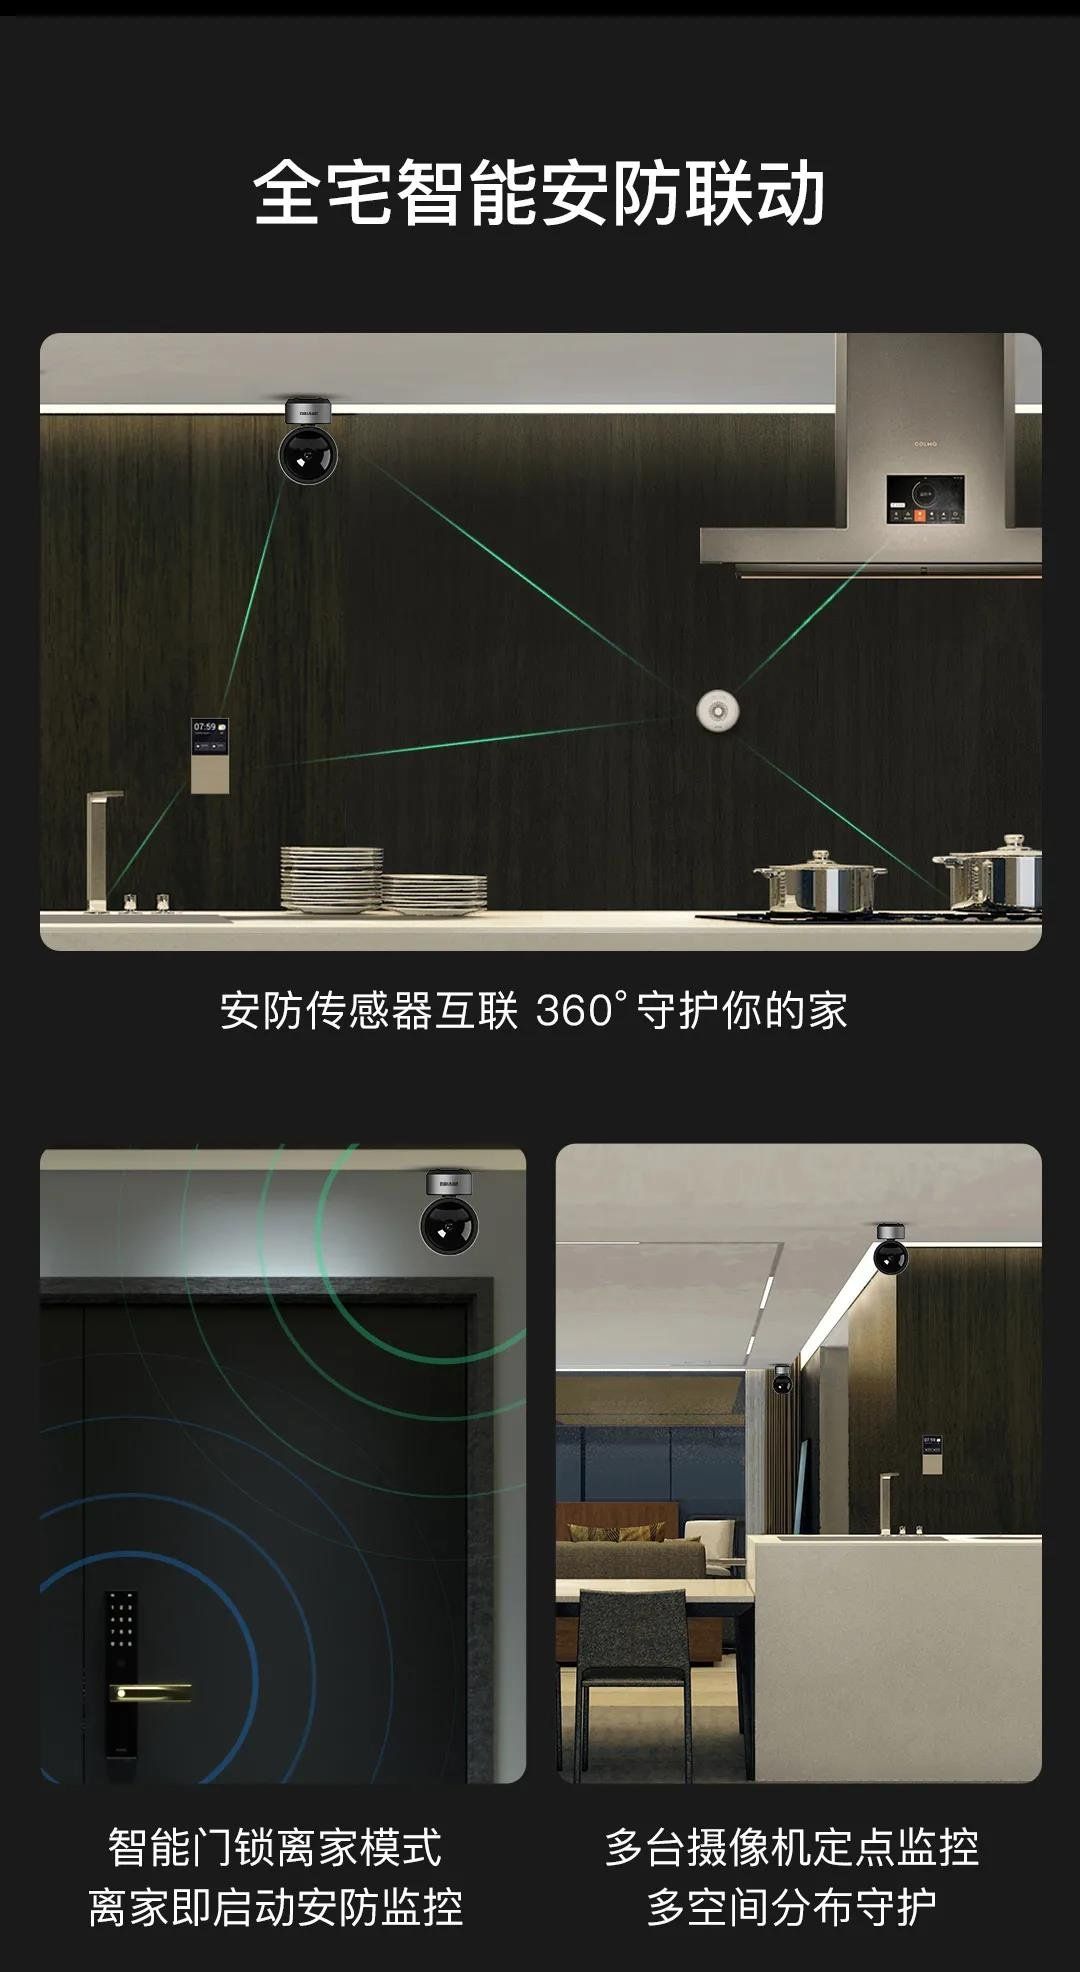 全宅智能安防联动
COLMO
07:59
安防传感器互联 360°守护你的家
智能门锁离家模式
离家即启动安防监控
多台摄像机定点监控
多空间分布守护